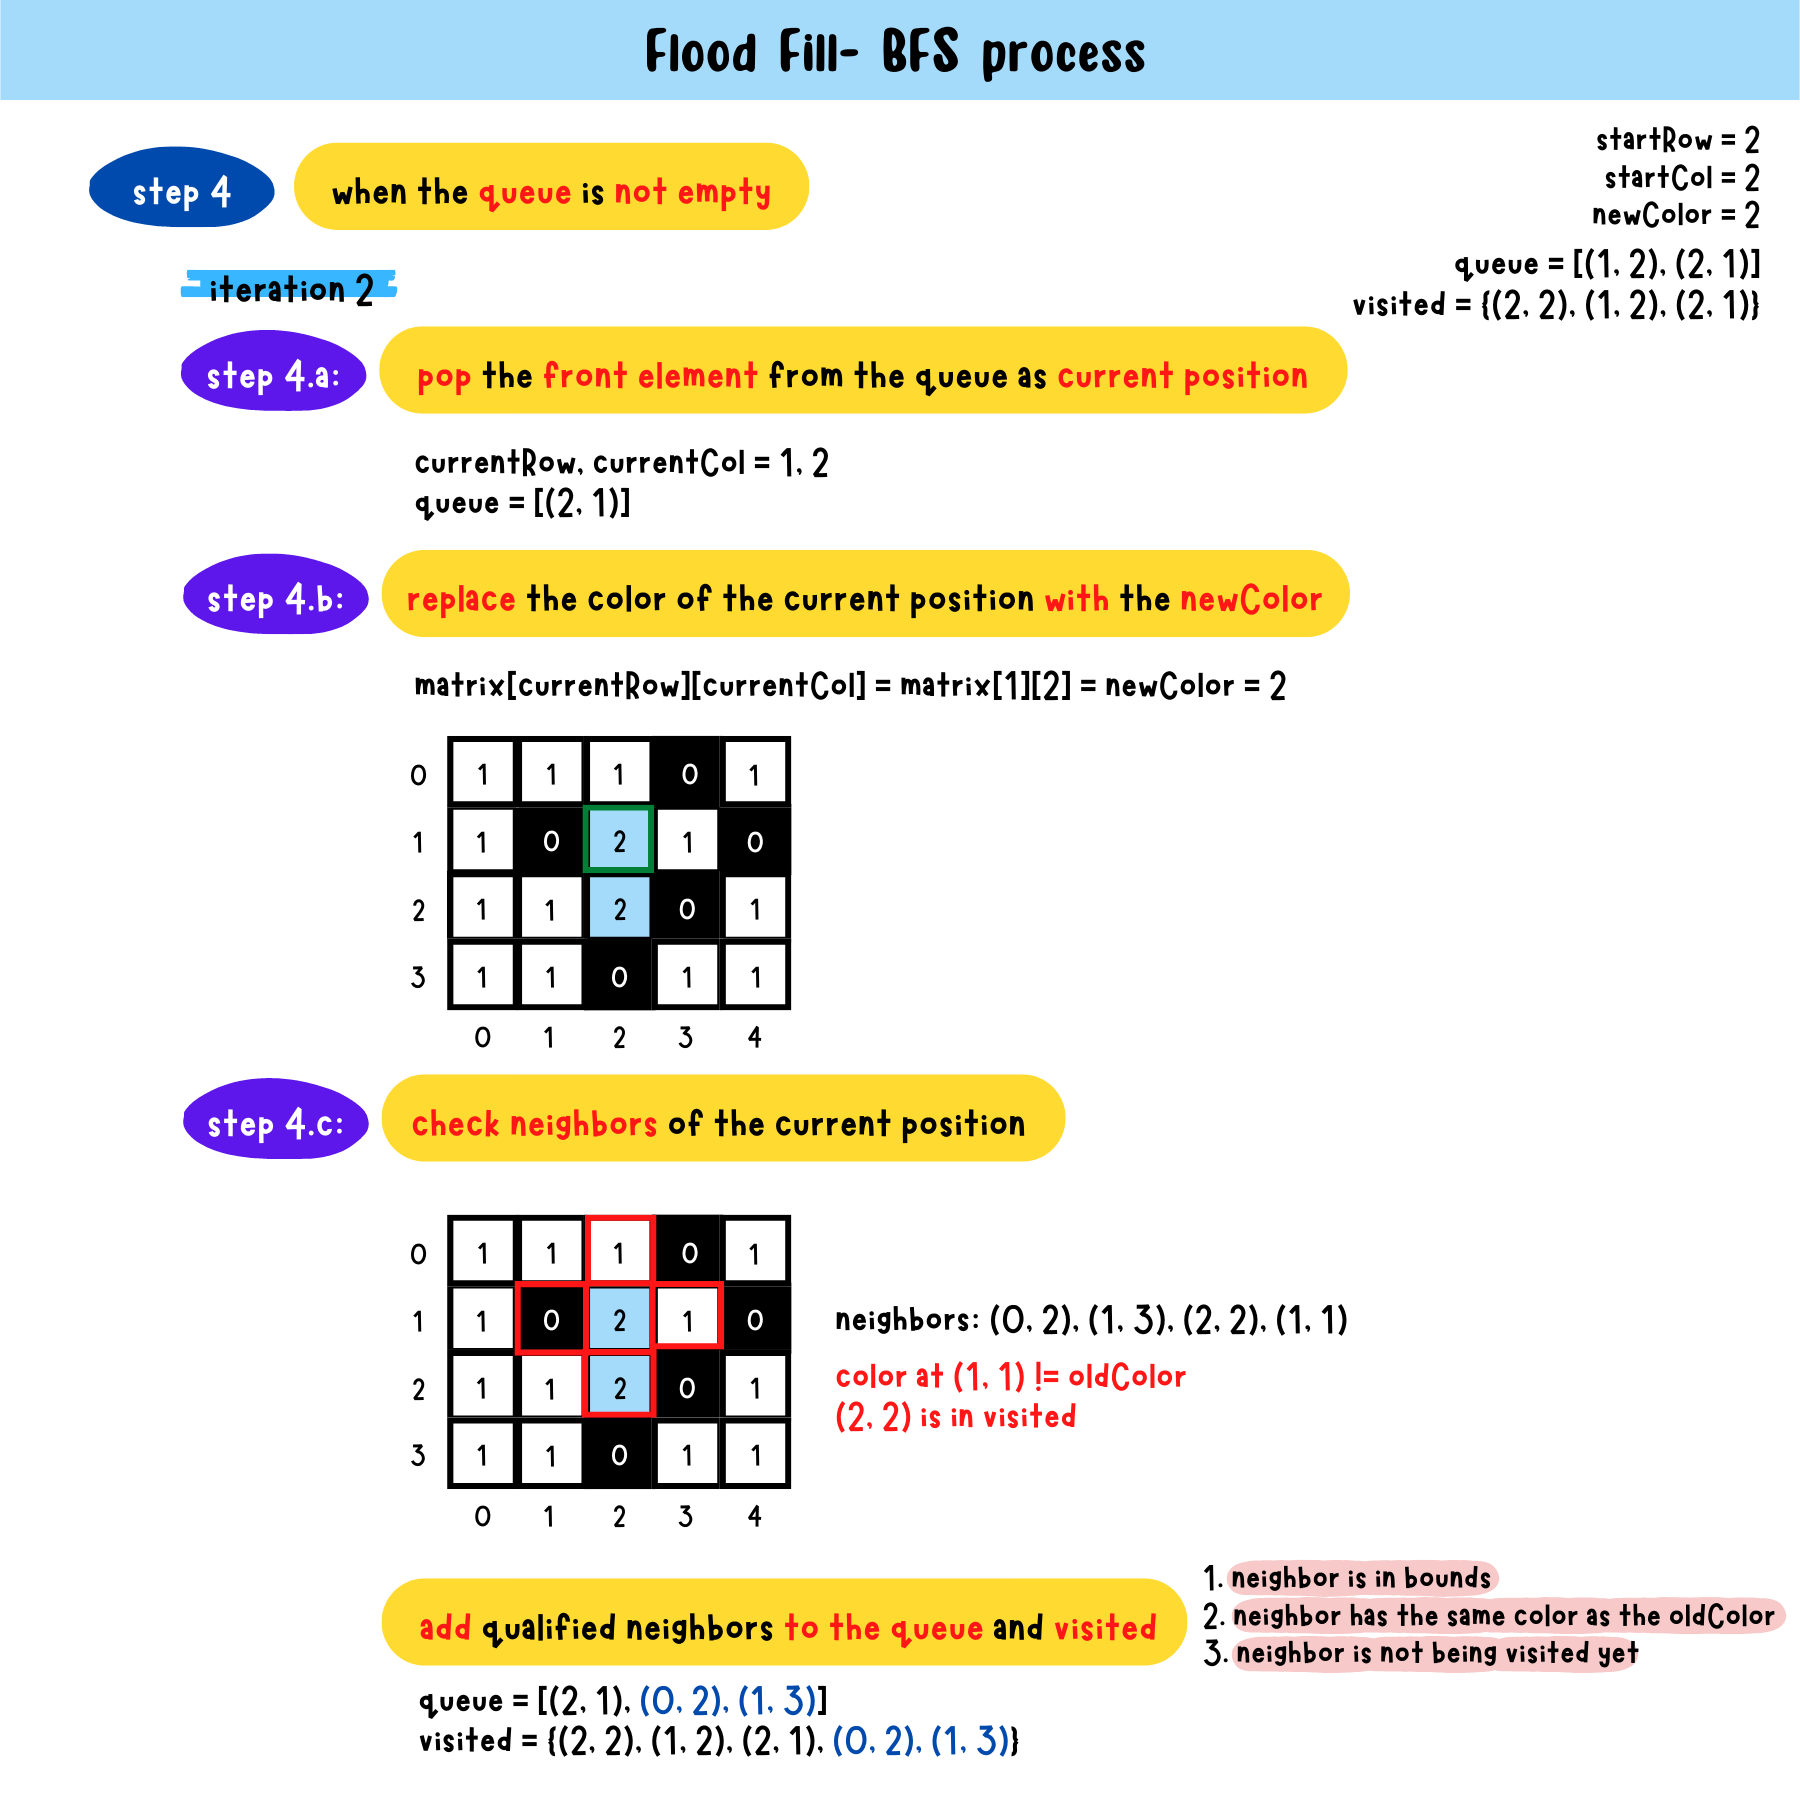 Flood Fill- BFS process
startRow = 2
startCol = 2
newColor = 2
queue = [(1, 2), (2, 1)]
visited = {(2, 2), (1, 2), (2, 1)}
step 4
when the queue is not empty
iteration 2
step 4.a:
pop the front element from the queue as current position
currentRow, currentCol = 1, 2
queue = [(2, 1)]
step 4.b:
replace the color of the current position with the newColor
matrix[currentRow][currentCol] = matrix[1][2] = newColor = 2
0 1 1 1 0 1
1 1 0 2 1 0
2 1 1 2 0 1
3 1 1 0 1 1
0 1 2 3 4
step 4.c:
check neighbors of the current position
0 1 1 1 0 1
1 1 0 2 1 0
2 1 1 2 0 1
3 1 1 0 1 1
0 1 2 3 4
neighbors: (0, 2), (1, 3), (2, 2), (1, 1)
color at (1, 1) != oldColor
(2, 2) is in visited
add qualified neighbors to the queue and visited
1. neighbor is in bounds
2. neighbor has the same color as the oldColor
3. neighbor is not being visited yet
queue = [(2, 1), (0, 2), (1, 3)]
visited = {(2, 2), (1, 2), (2, 1), (0, 2), (1, 3)}